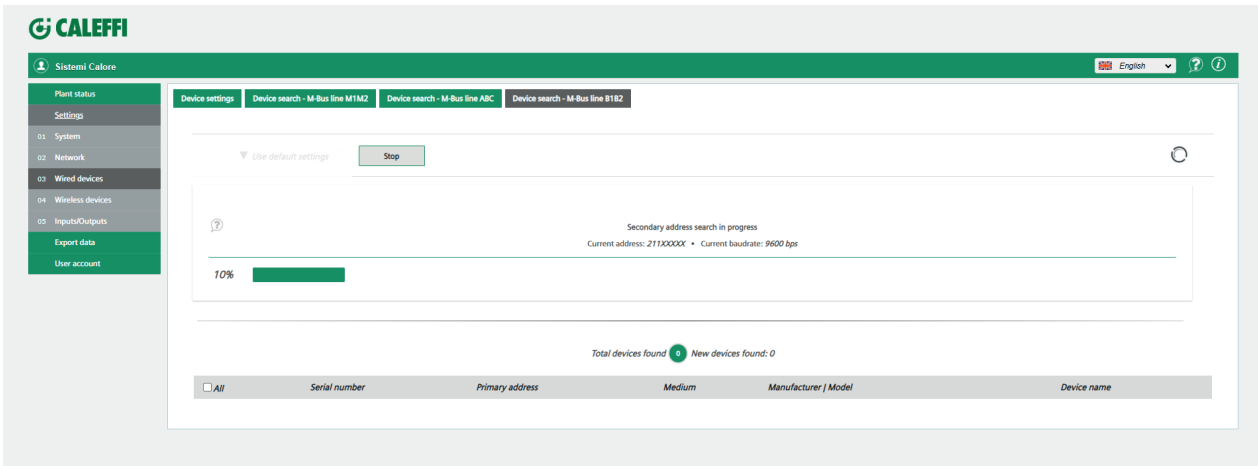 CALEFFI
Sistemi Calore
English
?
i
Plant status
Settings
01 System
02 Network
03 Wired devices
04 Wireless devices
05 Inputs/Outputs
Export data
User account
Device settings
Device search - M-Bus line M1M2
Device search - M-Bus line ABC
Device search - M-Bus line B1B2
Use default settings
Stop
?
Secondary address search in progress
Current address: 211XXXXX • Current baudrate: 9600 bps
10%
Total devices found 0 New devices found: 0
All Serial number Primary address Medium Manufacturer | Model Device name